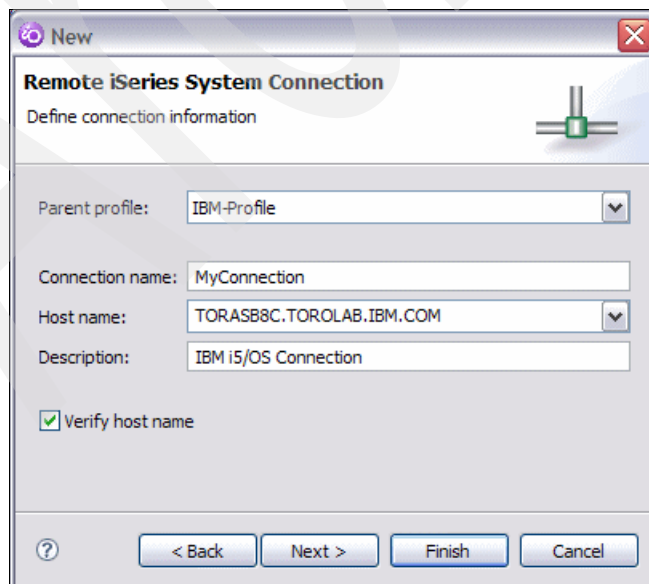 New
Remote iSeries System Connection
Define connection information
Parent profile: IBM-Profile
Connection name: MyConnection
Host name: TORASB8C.TOROLAB.IBM.COM
Description: IBM i5/OS Connection
Verify host name
< Back Next > Finish Cancel